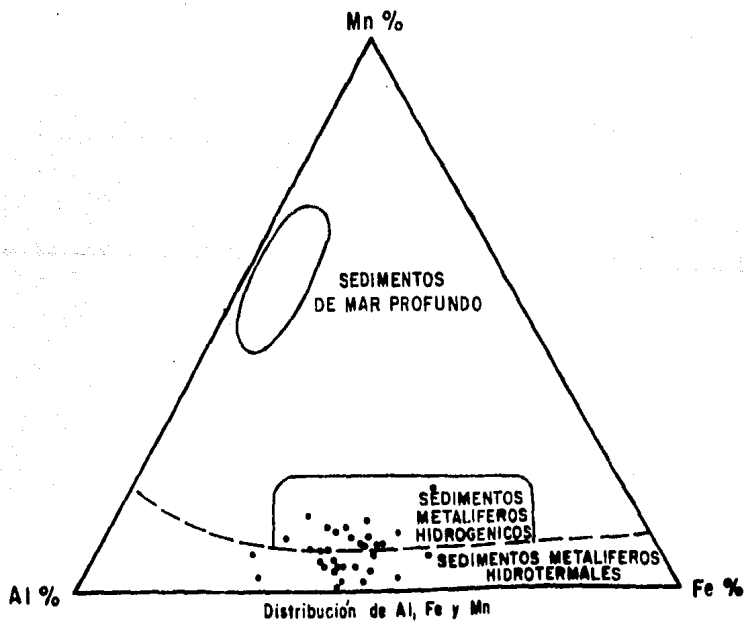 Mn %
SEDIMENTOS
DE MAR PROFUNDO
SEDIMENTOS
METALIFEROS
HIDROGENICOS
SEDIMENTOS METALIFEROS
HIDROTERMALES
Al %
Fe %
Distribución de Al, Fe y Mn